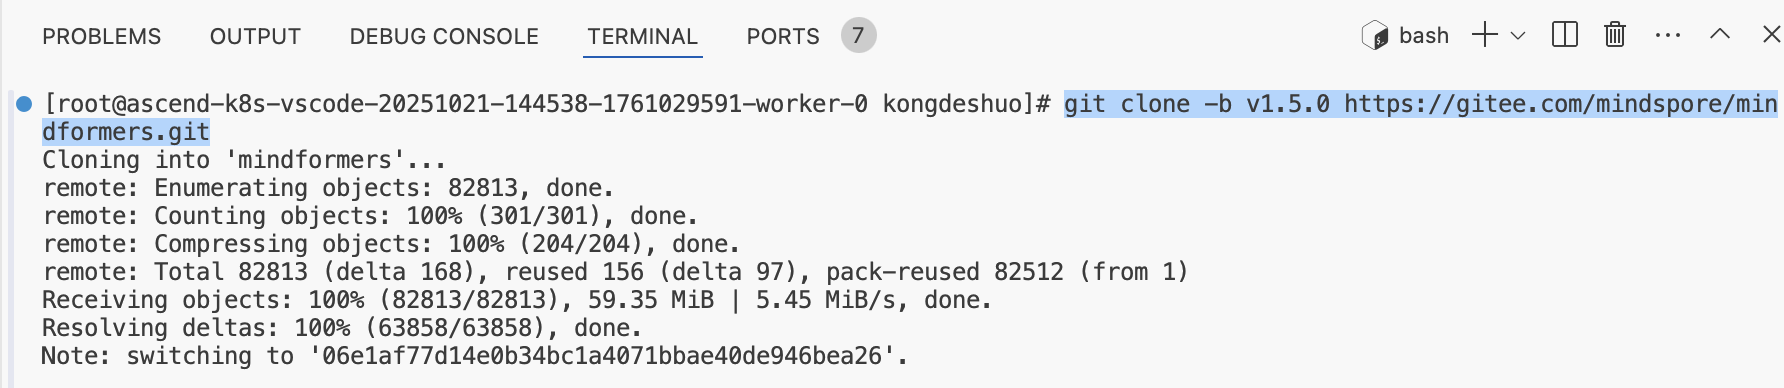 PROBLEMS OUTPUT DEBUG CONSOLE TERMINAL PORTS 7 bash
[root@ascend-k8s-vscode-20251021-144538-1761029591-worker-0 kongdeshuo]# git clone -b v1.5.0 https://gitee.com/mindspore/min
dformers.git
Cloning into 'mindformers'...
remote: Enumerating objects: 82813, done.
remote: Counting objects: 100% (301/301), done.
remote: Compressing objects: 100% (204/204), done.
remote: Total 82813 (delta 168), reused 156 (delta 97), pack-reused 82512 (from 1)
Receiving objects: 100% (82813/82813), 59.35 MiB | 5.45 MiB/s, done.
Resolving deltas: 100% (63858/63858), done.
Note: switching to '06e1af77d14e0b34bc1a4071bbae40de946bea26'.